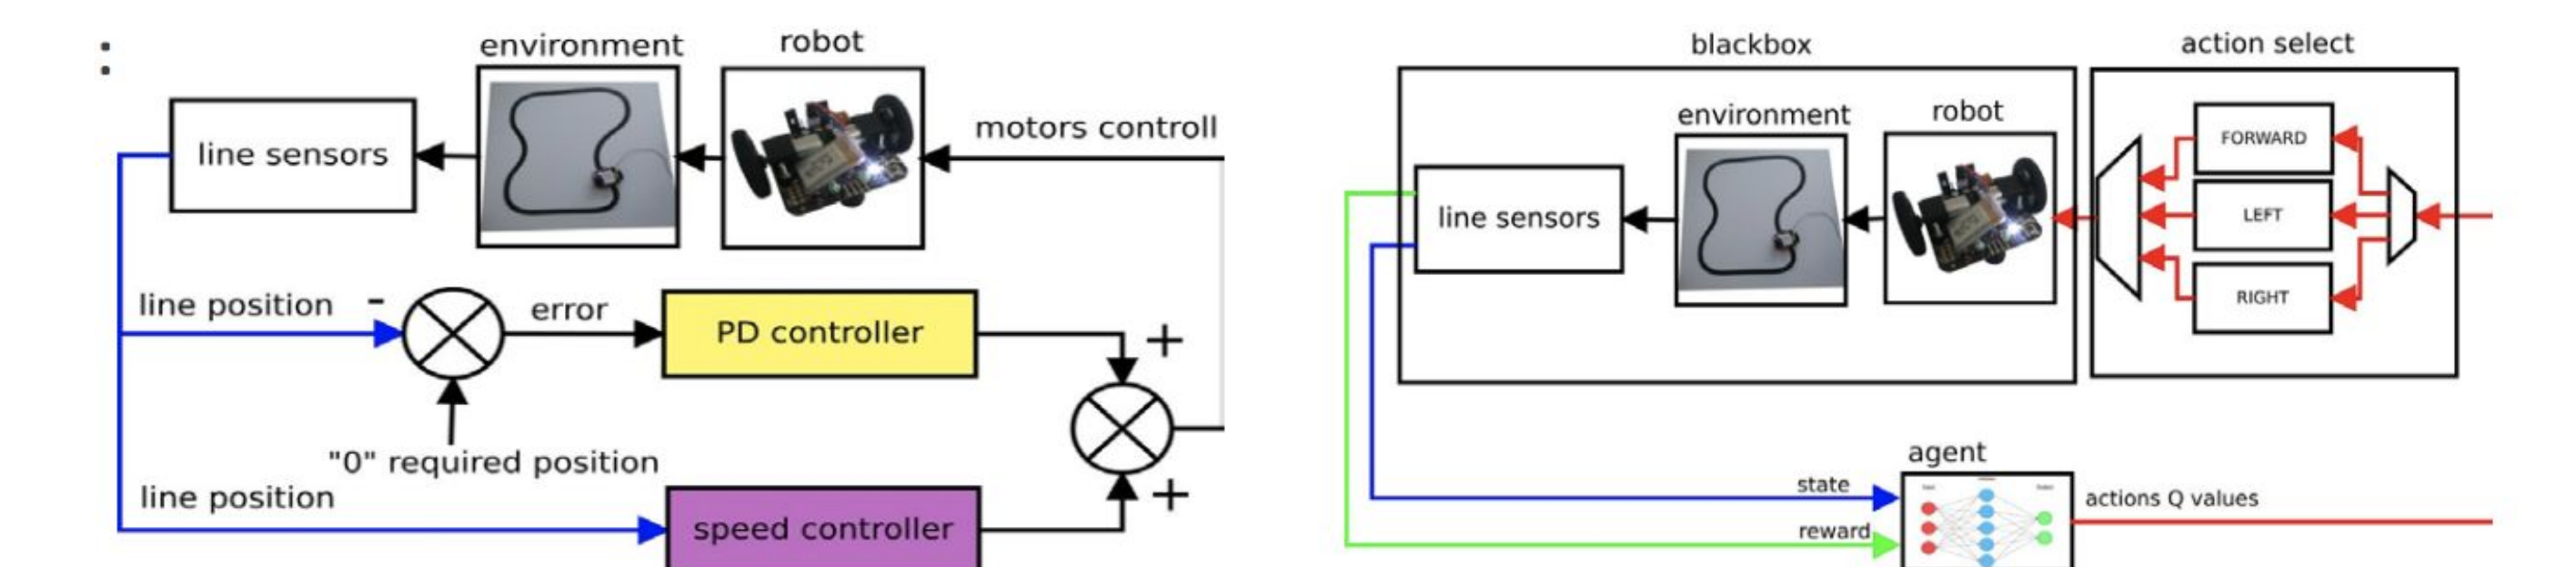 :
environment
robot
line sensors
motors controll
line position
-
error
PD controller
+
"0" required position
line position
speed controller
+
blackbox
action select
environment
robot
line sensors
FORWARD
LEFT
RIGHT
agent
state
reward
actions Q values